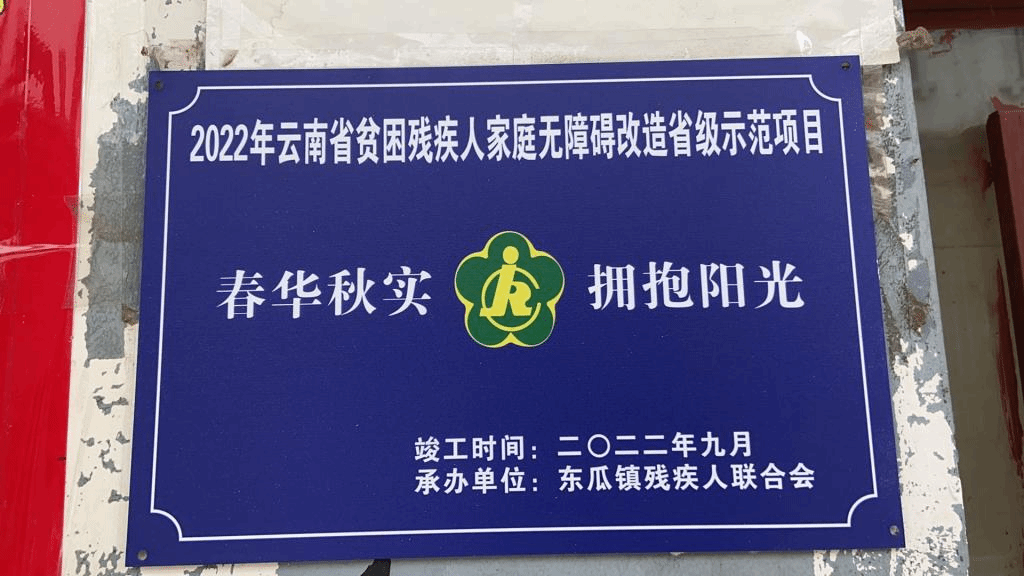 2022年云南省贫困残疾人家庭无障碍改造省级示范项目
春华秋实 拥抱阳光
竣工时间：二〇二二年九月
承办单位：东瓜镇残疾人联合会